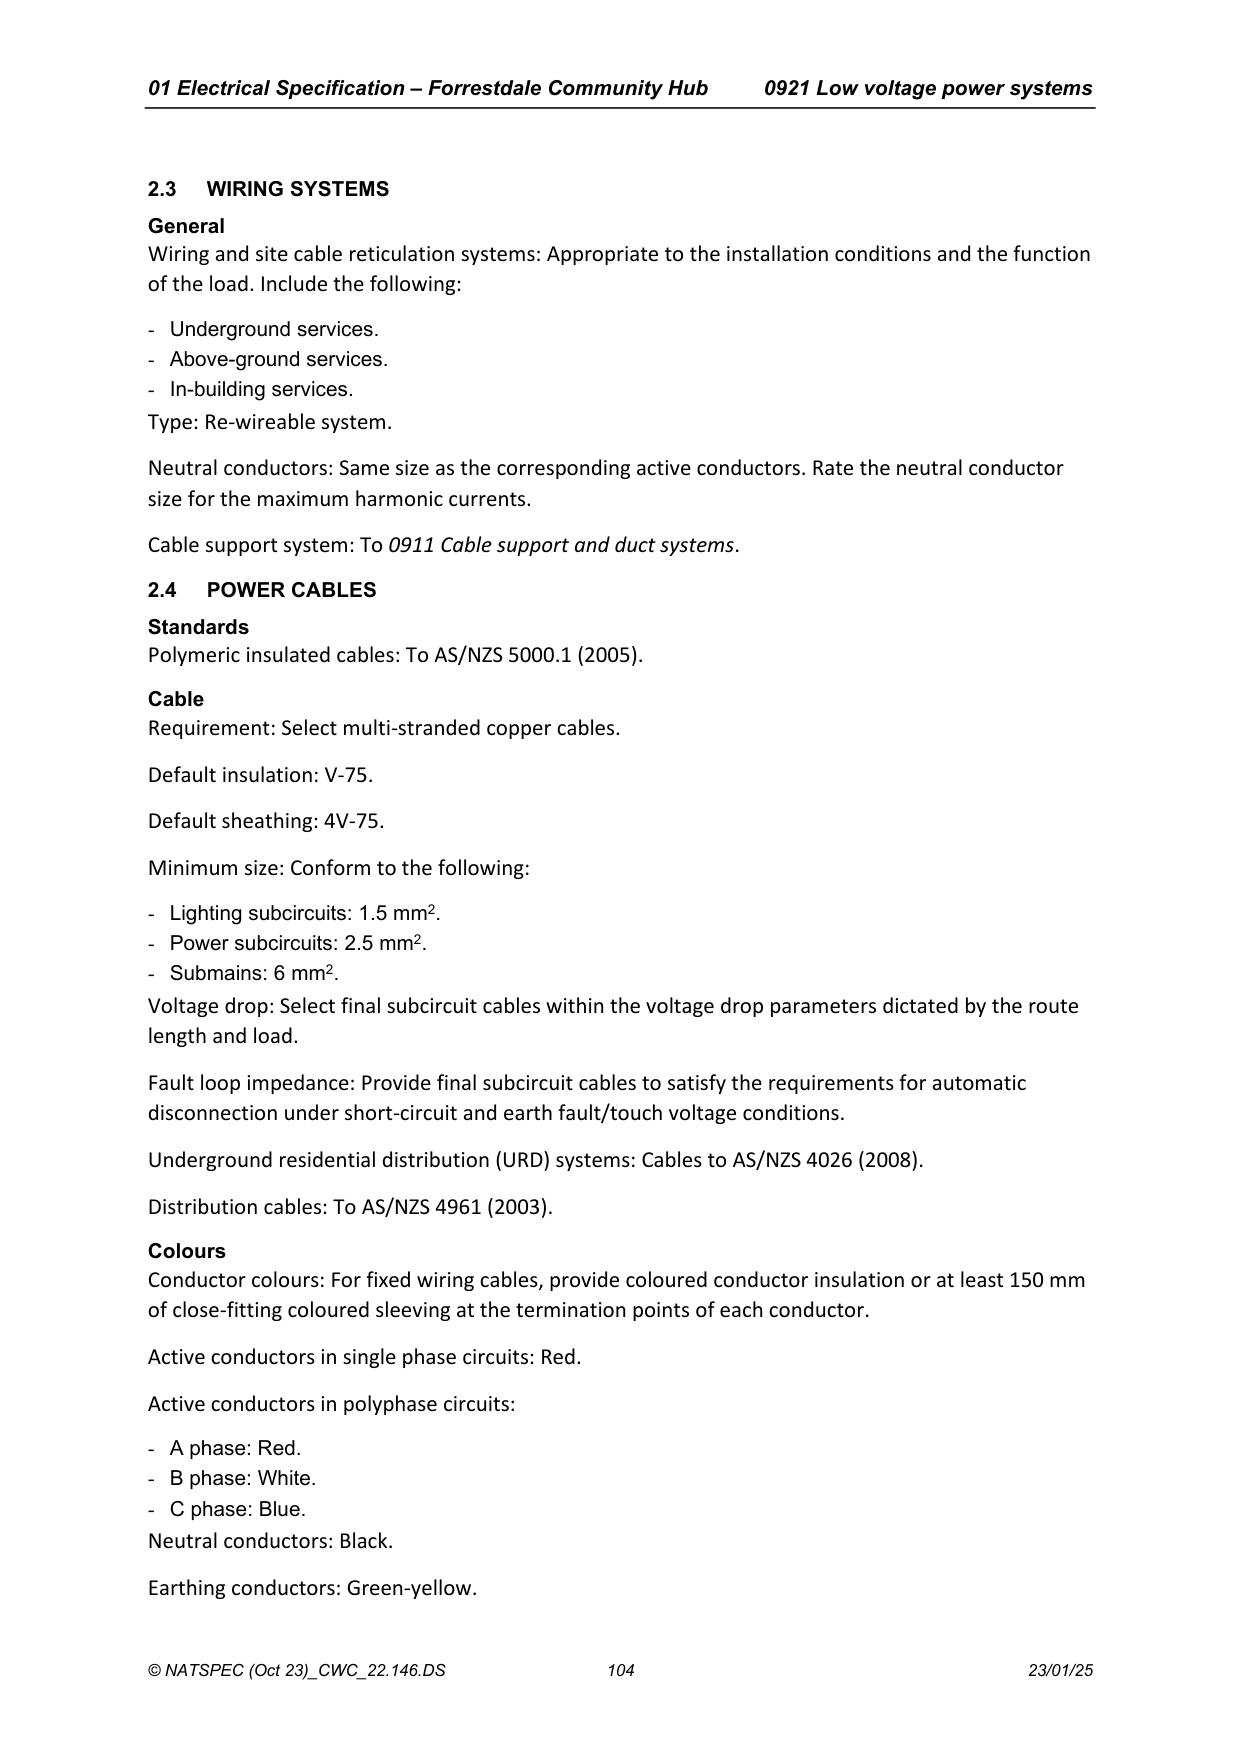 01 Electrical Specification – Forrestdale Community Hub 0921 Low voltage power systems
2.3 WIRING SYSTEMS
General
Wiring and site cable reticulation systems: Appropriate to the installation conditions and the function
of the load. Include the following:
- Underground services.
- Above-ground services.
- In-building services.
Type: Re-wireable system.
Neutral conductors: Same size as the corresponding active conductors. Rate the neutral conductor
size for the maximum harmonic currents.
Cable support system: To 0911 Cable support and duct systems.
2.4 POWER CABLES
Standards
Polymeric insulated cables: To AS/NZS 5000.1 (2005).
Cable
Requirement: Select multi-stranded copper cables.
Default insulation: V-75.
Default sheathing: 4V-75.
Minimum size: Conform to the following:
- Lighting subcircuits: 1.5 mm².
- Power subcircuits: 2.5 mm².
- Submains: 6 mm².
Voltage drop: Select final subcircuit cables within the voltage drop parameters dictated by the route
length and load.
Fault loop impedance: Provide final subcircuit cables to satisfy the requirements for automatic
disconnection under short-circuit and earth fault/touch voltage conditions.
Underground residential distribution (URD) systems: Cables to AS/NZS 4026 (2008).
Distribution cables: To AS/NZS 4961 (2003).
Colours
Conductor colours: For fixed wiring cables, provide coloured conductor insulation or at least 150 mm
of close-fitting coloured sleeving at the termination points of each conductor.
Active conductors in single phase circuits: Red.
Active conductors in polyphase circuits:
- A phase: Red.
- B phase: White.
- C phase: Blue.
Neutral conductors: Black.
Earthing conductors: Green-yellow.
© NATSPEC (Oct 23)_CWC_22.146.DS 104 23/01/25